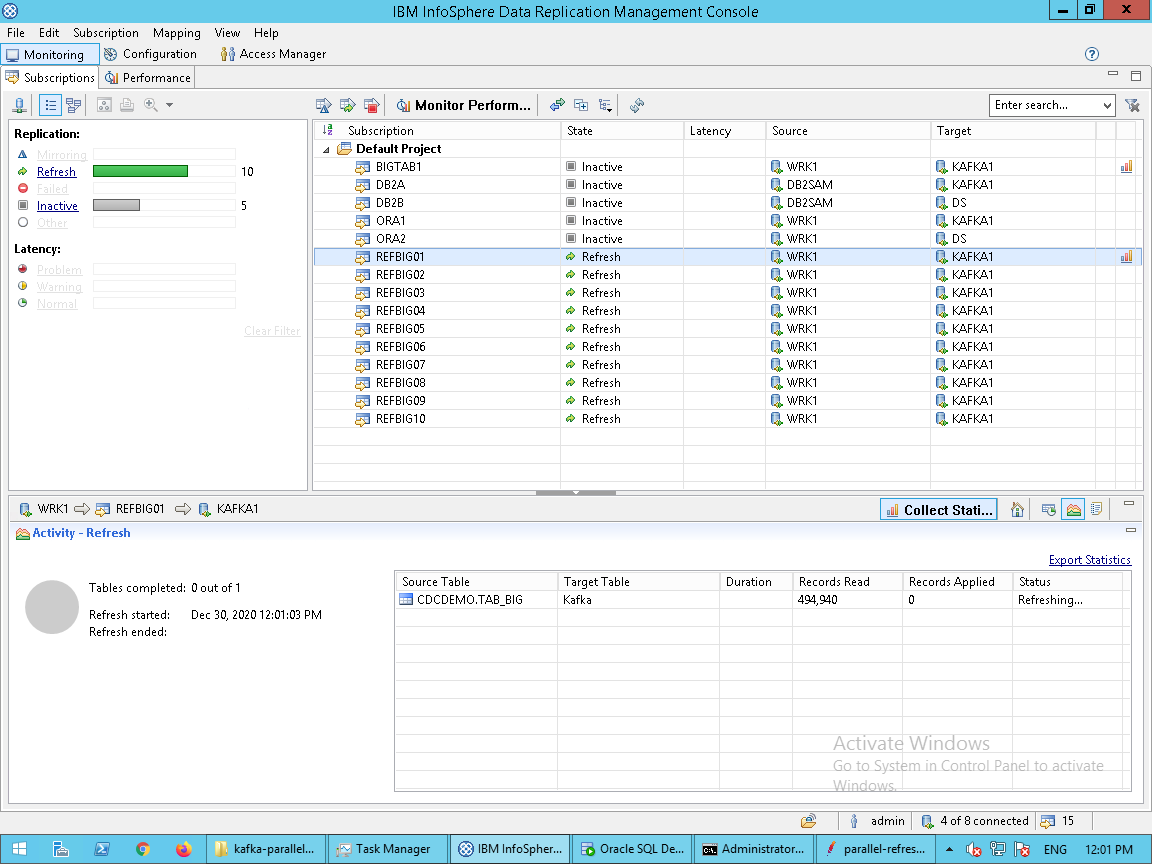 IBM InfoSphere Data Replication Management Console
File Edit Subscription Mapping View Help
Monitoring Configuration Access Manager
Subscriptions Performance
Monitor Perform... Enter search...
Replication:
Mirroring
Refresh 10
Failed
Inactive 5
Other
Latency:
Problem
Warning
Normal
Clear Filter
Subscription State Latency Source Target
Default Project
BIGTAB1 Inactive WRK1 KAFKA1
DB2A Inactive DB2SAM KAFKA1
DB2B Inactive DB2SAM DS
ORA1 Inactive WRK1 KAFKA1
ORA2 Inactive WRK1 DS
REFBIG01 Refresh WRK1 KAFKA1
REFBIG02 Refresh WRK1 KAFKA1
REFBIG03 Refresh WRK1 KAFKA1
REFBIG04 Refresh WRK1 KAFKA1
REFBIG05 Refresh WRK1 KAFKA1
REFBIG06 Refresh WRK1 KAFKA1
REFBIG07 Refresh WRK1 KAFKA1
REFBIG08 Refresh WRK1 KAFKA1
REFBIG09 Refresh WRK1 KAFKA1
REFBIG10 Refresh WRK1 KAFKA1
WRK1 REFBIG01 KAFKA1 Collect Stati...
Activity - Refresh
Export Statistics
Tables completed: 0 out of 1
Refresh started: Dec 30, 2020 12:01:03 PM
Refresh ended:
Source Table Target Table Duration Records Read Records Applied Status
CDCDEMO.TAB_BIG Kafka 494,940 0 Refreshing...
Activate Windows
Go to System in Control Panel to activate
Windows.
admin 4 of 8 connected 15
kafka-parallel... Task Manager IBM InfoSpher... Oracle SQL De... Administrator... parallel-refres... ENG 12:01 PM